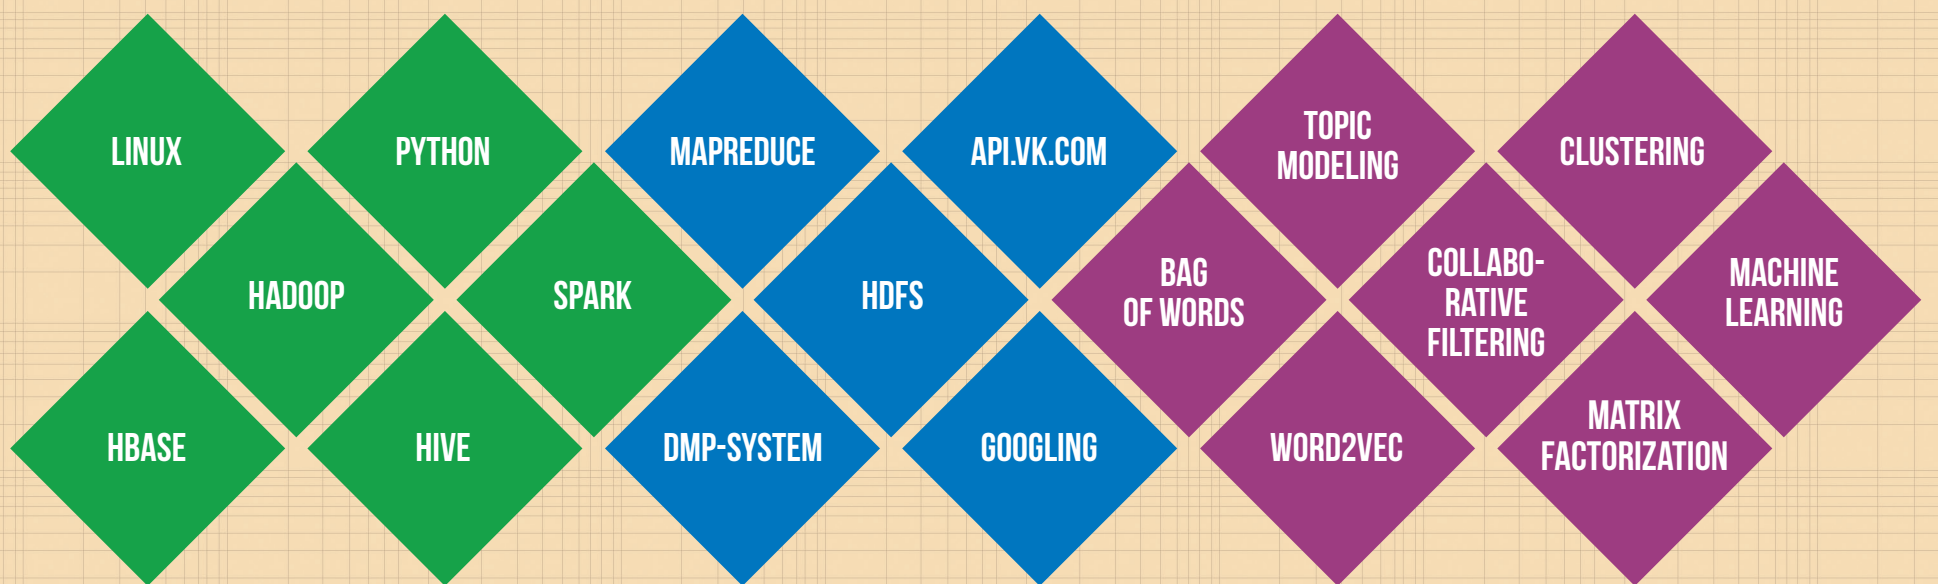 LINUX
PYTHON
MAPREDUCE
API.VK.COM
TOPIC
MODELING
CLUSTERING
HADOOP
SPARK
HDFS
BAG
OF WORDS
COLLABO-
RATIVE
FILTERING
MACHINE
LEARNING
HBASE
HIVE
DMP-SYSTEM
GOOGLING
WORD2VEC
MATRIX
FACTORIZATION